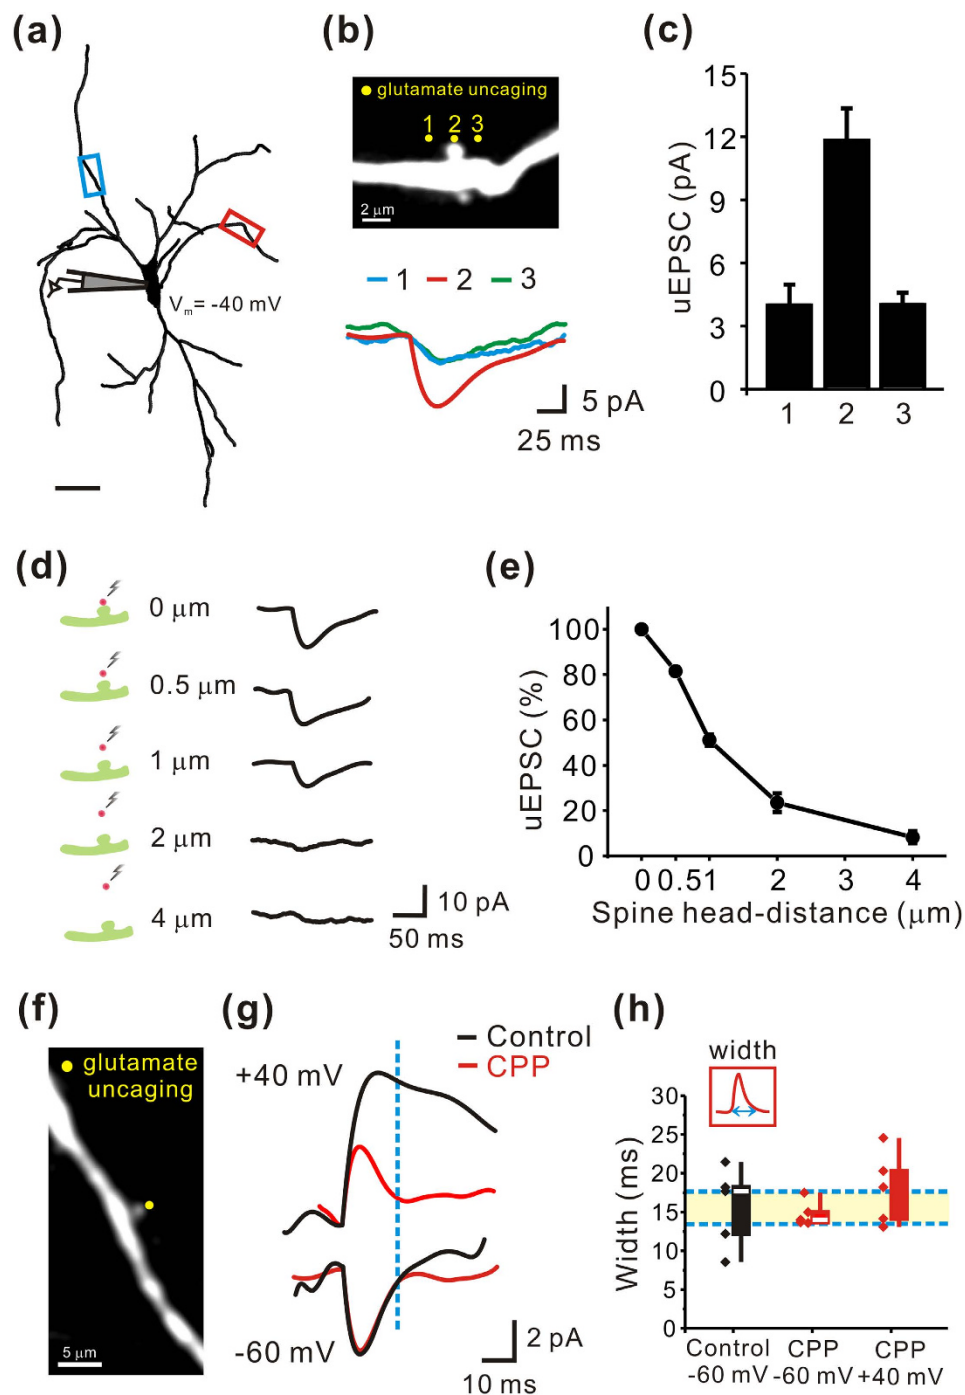 (a)
V_m= -40 mV
(b)
glutamate uncaging
1 2 3
2 μm
1 2 3
5 pA
25 ms
(c)
uEPSC (pA)
15
12
9
6
3
0
1 2 3
(d)
0 μm
0.5 μm
1 μm
2 μm
4 μm
10 pA
50 ms
(e)
uEPSC (%)
100
80
60
40
20
0
0 0.5 1 2 3 4
Spine head-distance (μm)
(f)
glutamate
uncaging
5 μm
(g)
Control
CPP
+40 mV
-60 mV
2 pA
10 ms
(h)
width
Width (ms)
30
25
20
15
10
5
0
Control CPP CPP
-60 mV -60 mV +40 mV